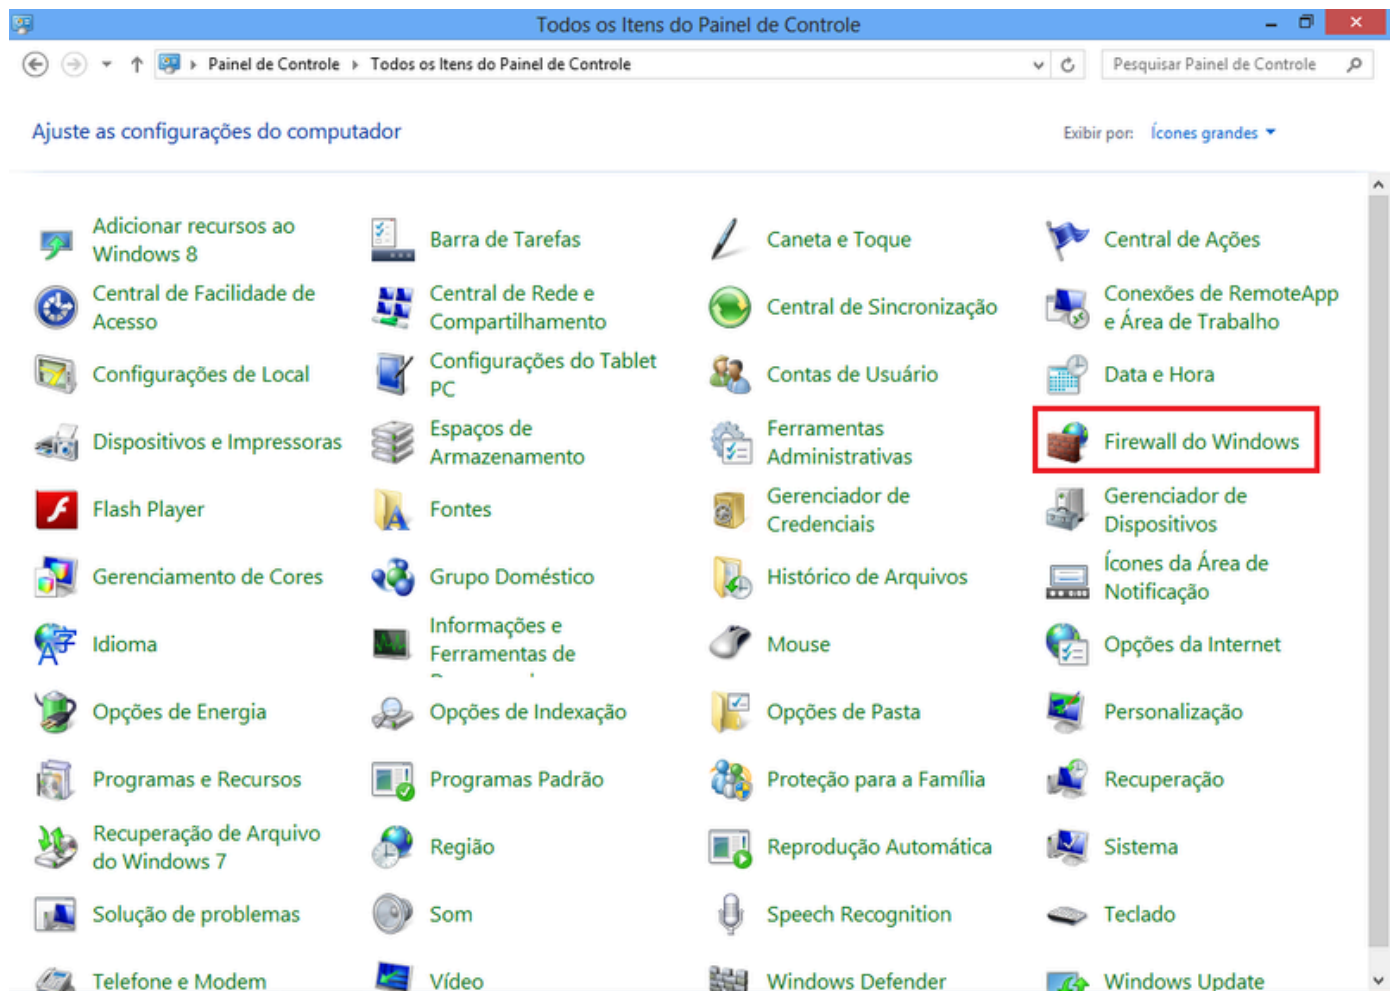 Todos os Itens do Painel de Controle
Painel de Controle
Todos os Itens do Painel de Controle
Pesquisar Painel de Controle
Ajuste as configurações do computador
Exibir por: Ícones grandes
Adicionar recursos ao
Windows 8
Barra de Tarefas
Caneta e Toque
Central de Ações
Central de Facilidade de
Acesso
Central de Rede e
Compartilhamento
Central de Sincronização
Conexões de RemoteApp
e Área de Trabalho
Configurações de Local
Configurações do Tablet
PC
Contas de Usuário
Data e Hora
Dispositivos e Impressoras
Espaços de
Armazenamento
Ferramentas
Administrativas
Firewall do Windows
Flash Player
Fontes
Gerenciador de
Credenciais
Gerenciador de
Dispositivos
Gerenciamento de Cores
Grupo Doméstico
Histórico de Arquivos
Ícones da Área de
Notificação
Idioma
Informações e
Ferramentas de
Mouse
Opções da Internet
Opções de Energia
Opções de Indexação
Opções de Pasta
Personalização
Programas e Recursos
Programas Padrão
Proteção para a Família
Recuperação
Recuperação de Arquivo
do Windows 7
Região
Reprodução Automática
Sistema
Solução de problemas
Som
Speech Recognition
Teclado
Telefone e Modem
Vídeo
Windows Defender
Windows Update